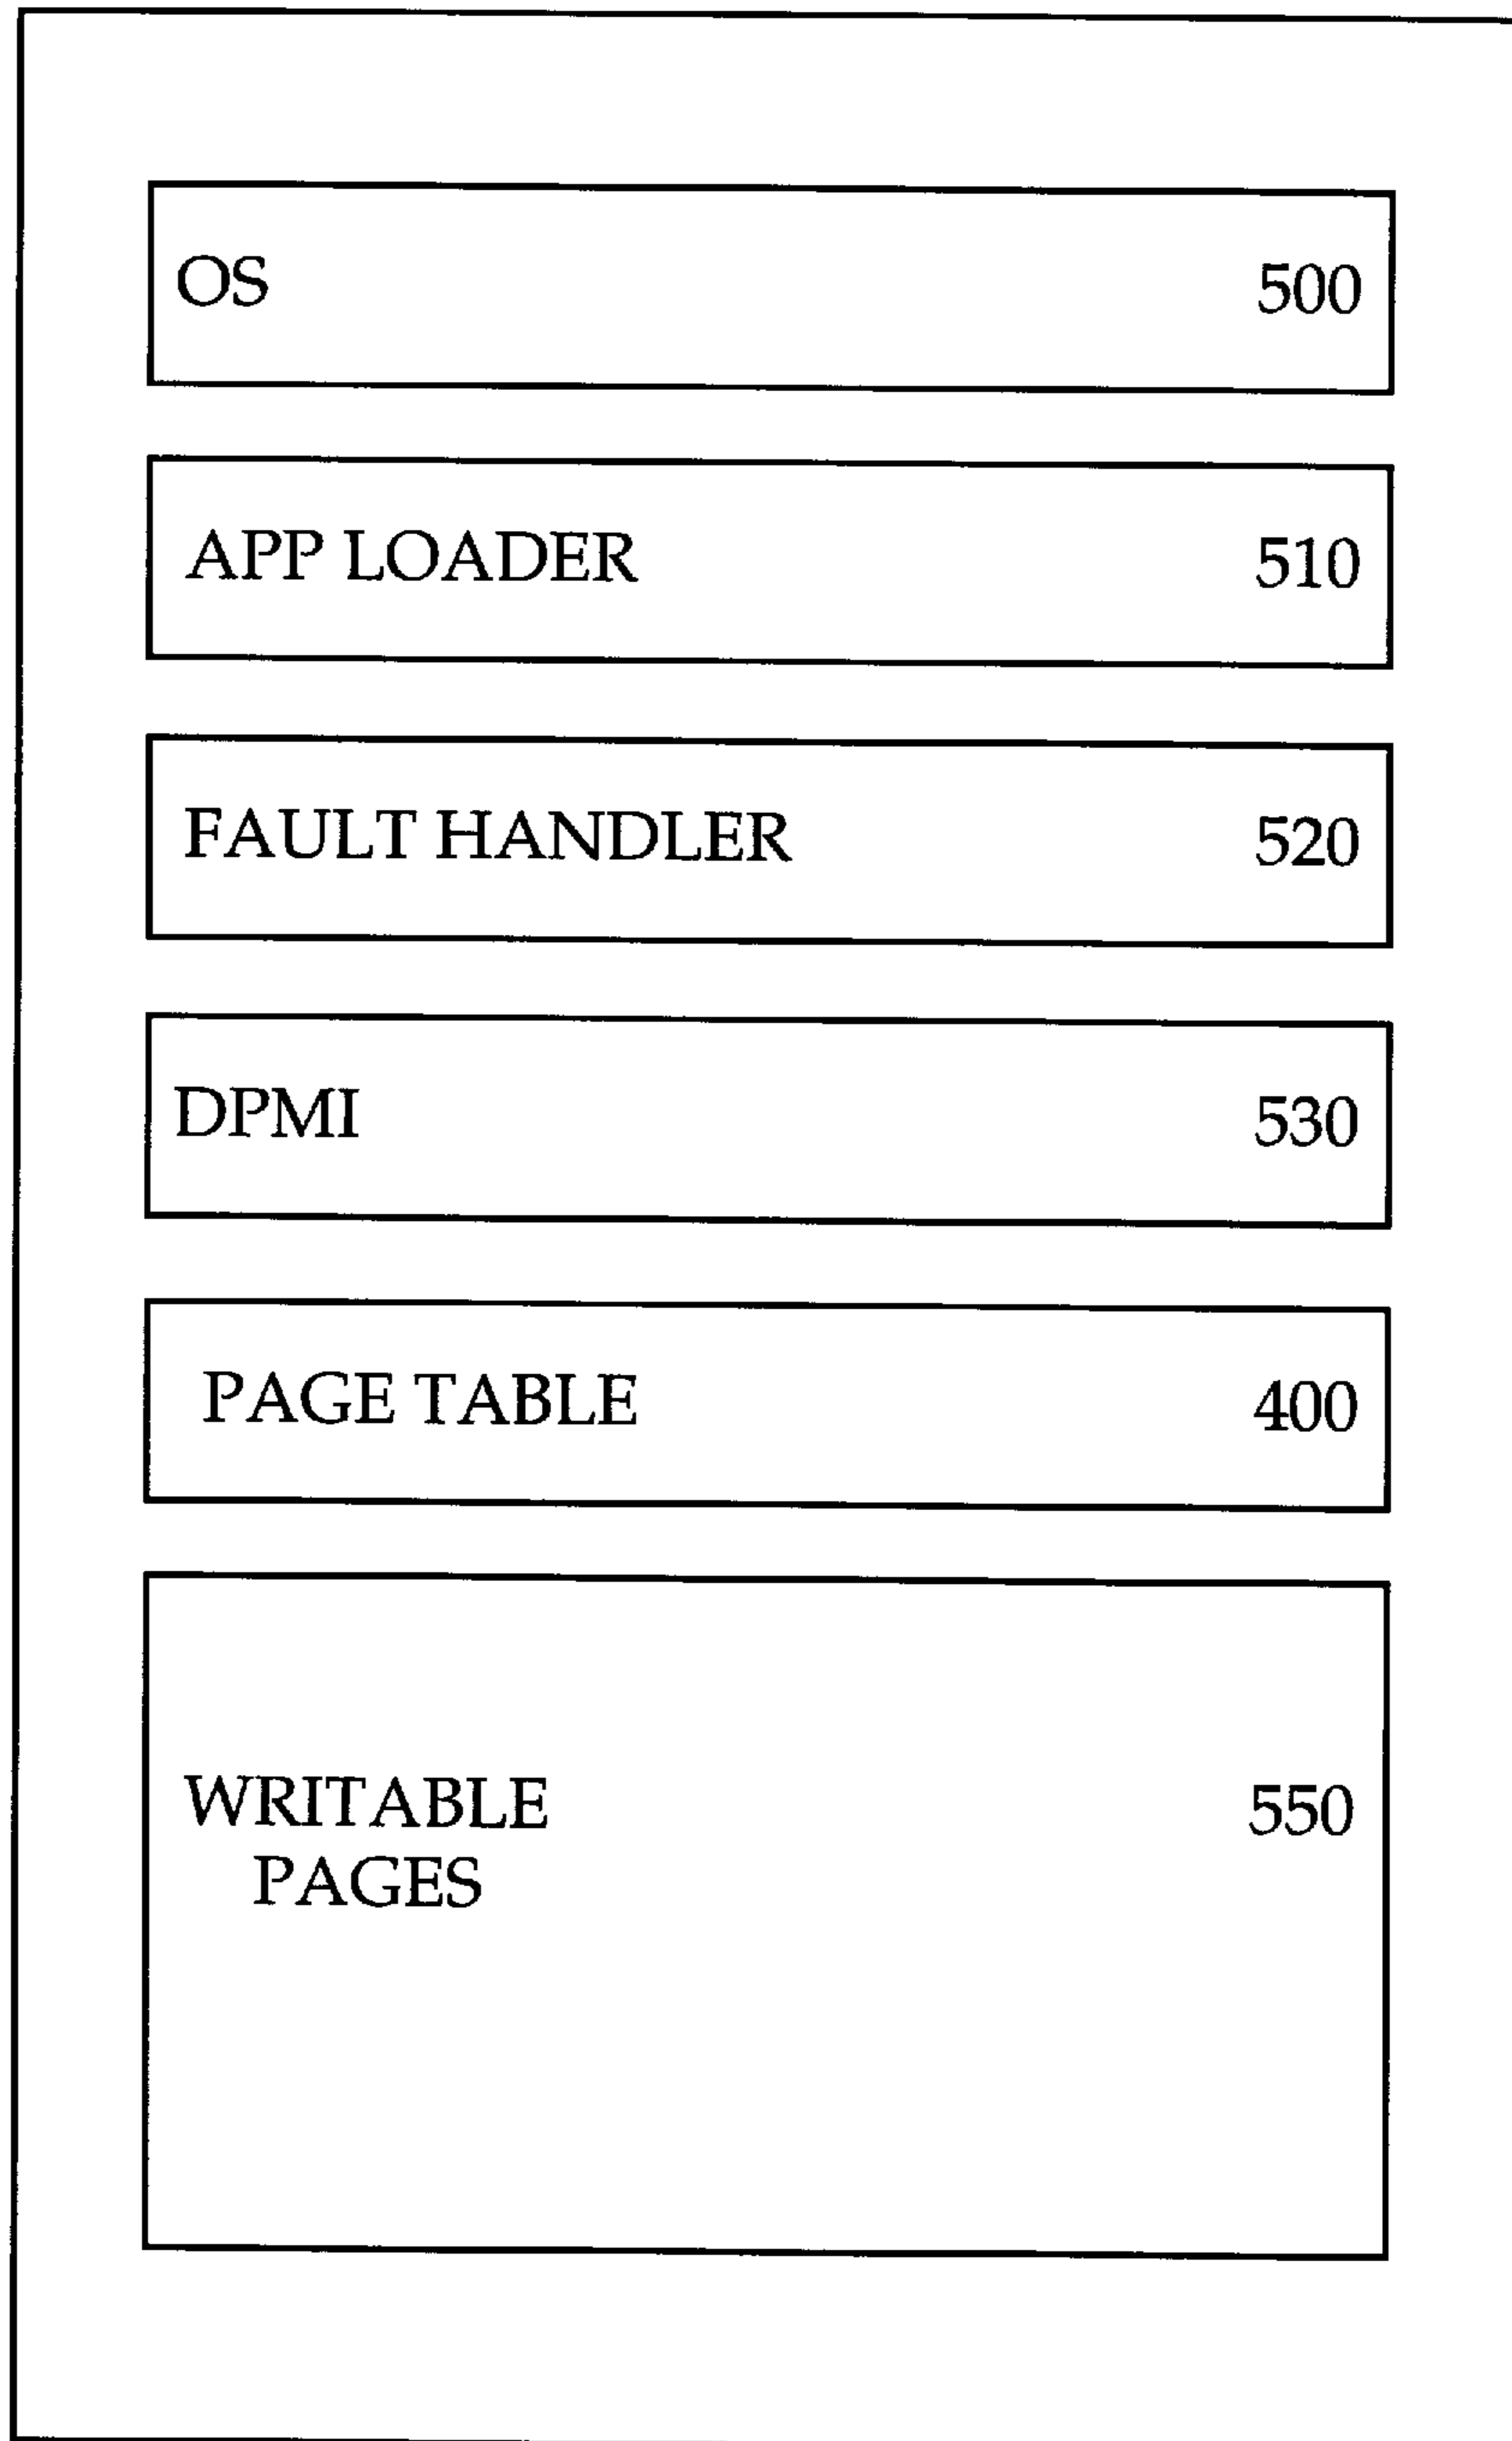 OS 500
APP LOADER 510
FAULT HANDLER 520
DPMI 530
PAGE TABLE 400
WRITABLE 550
PAGES